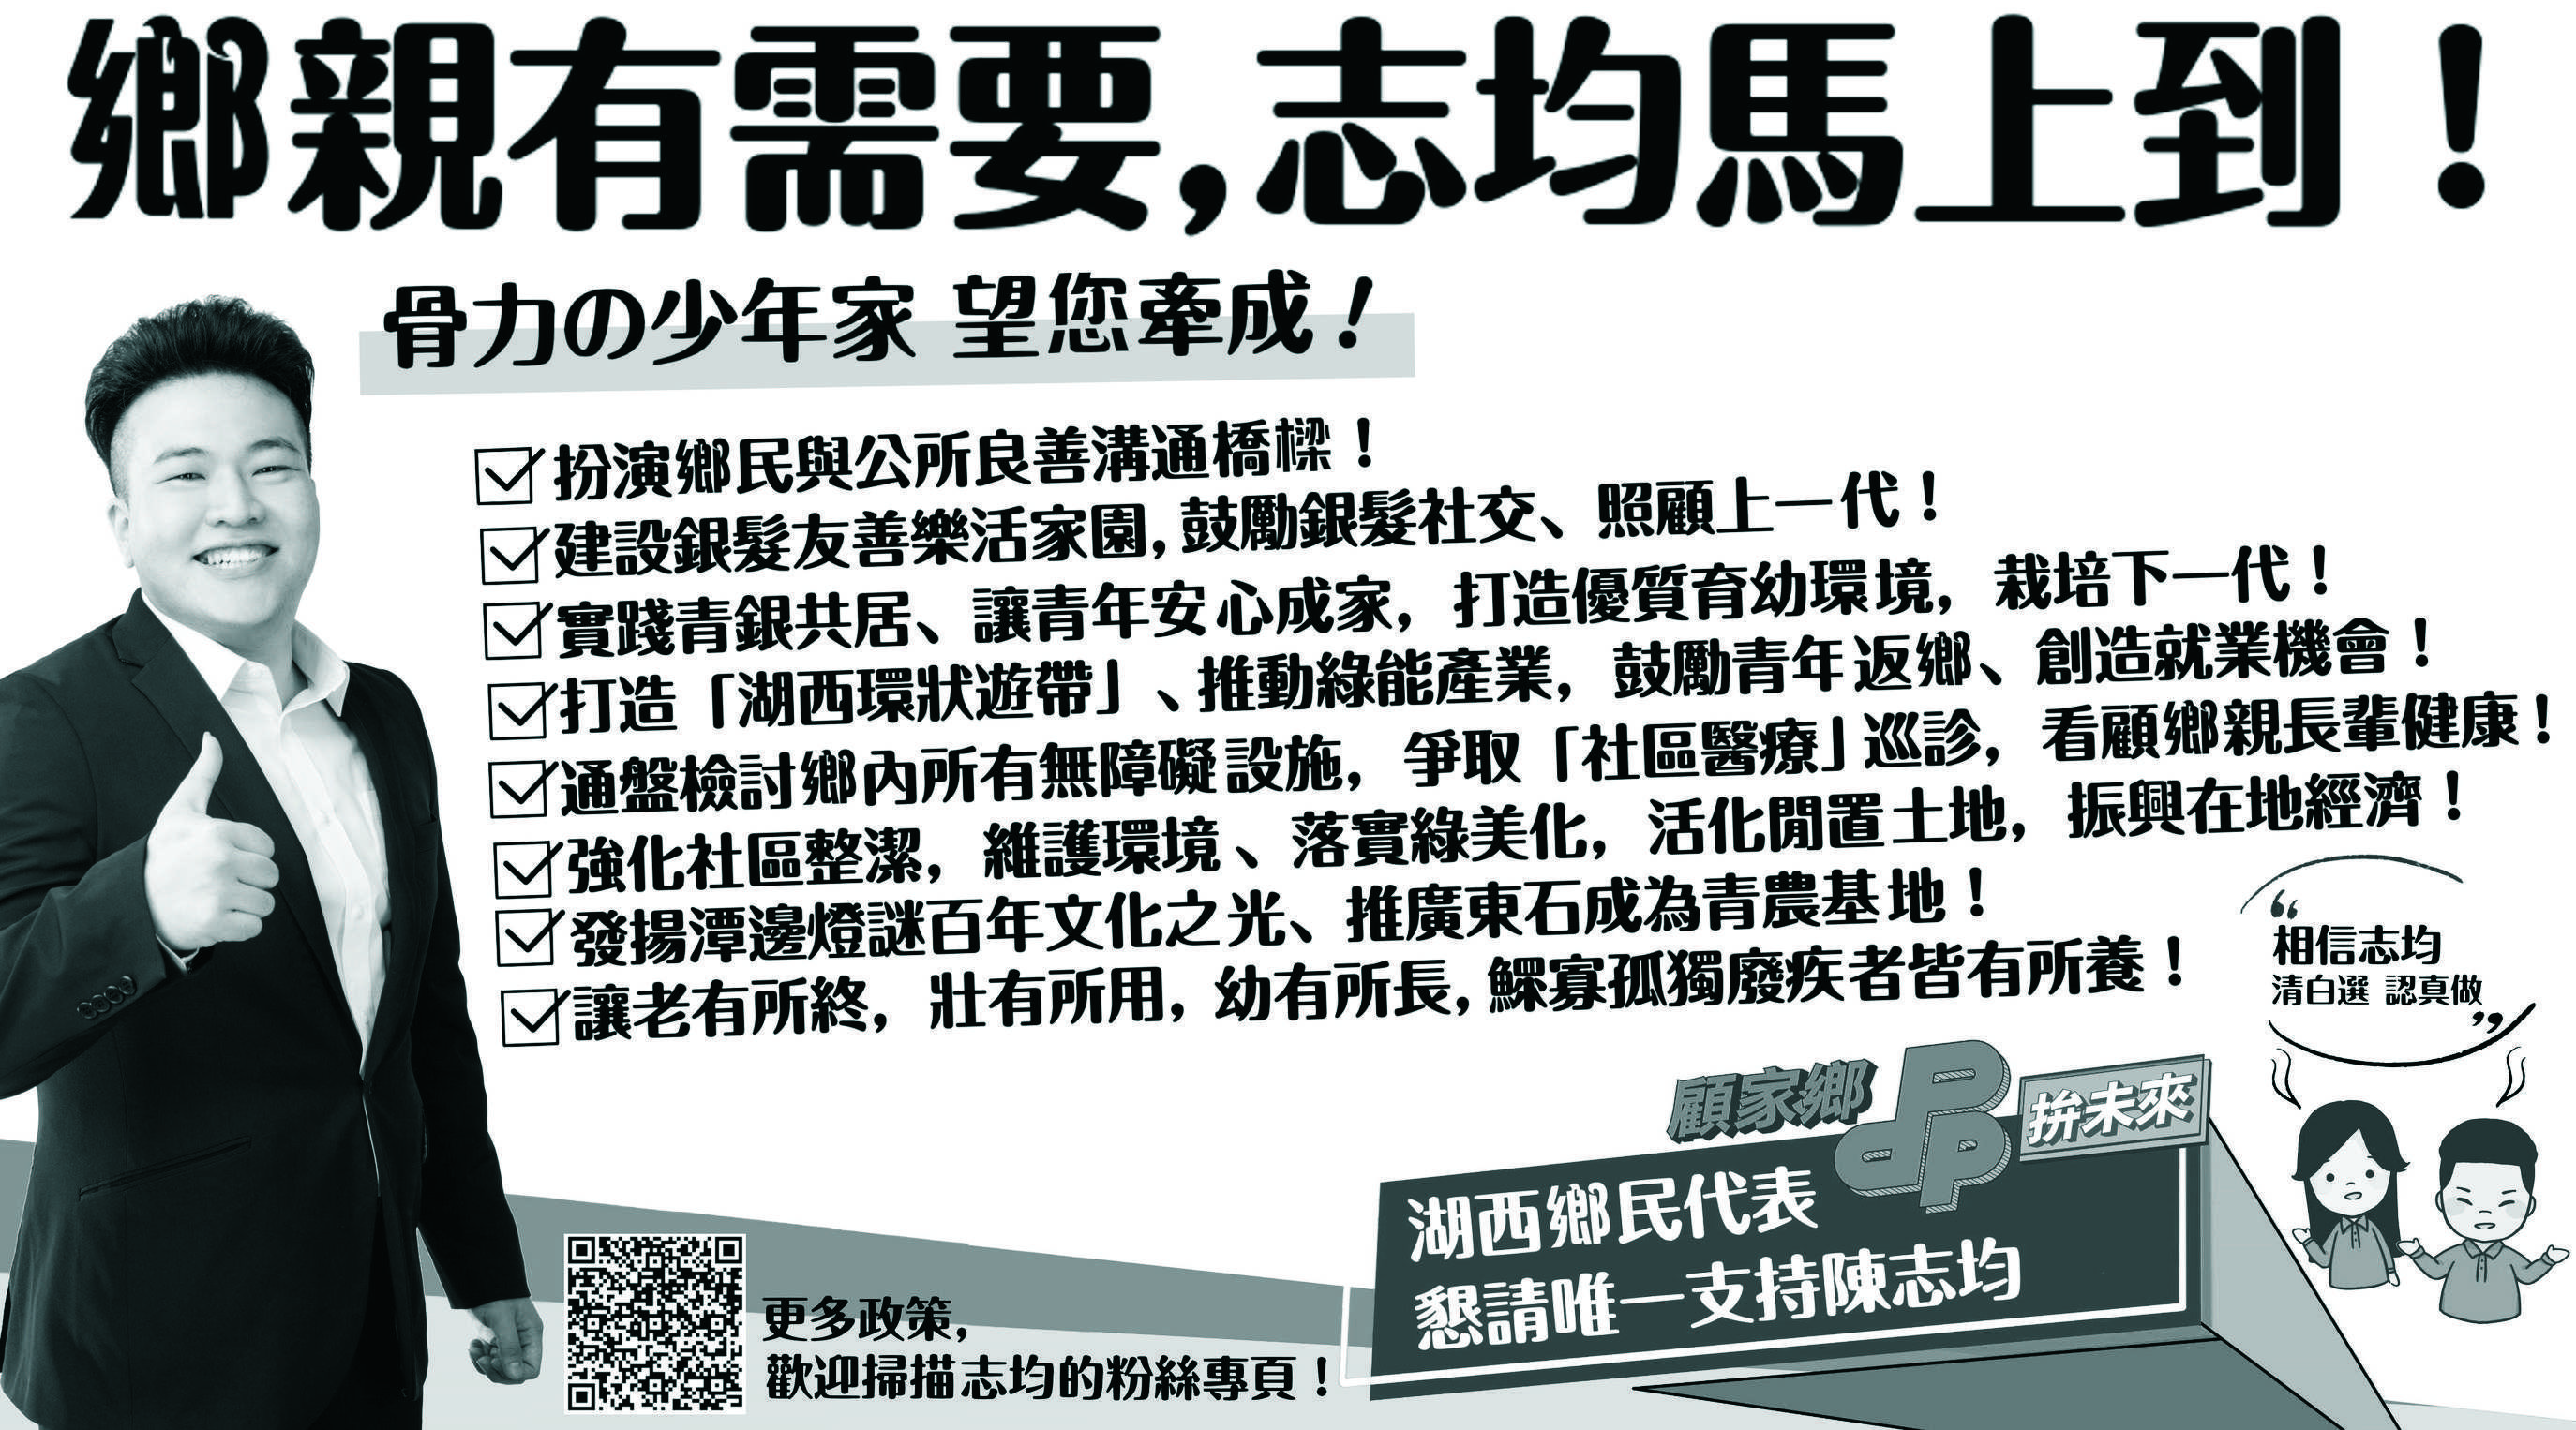 鄉親有需要,志均馬上到!
骨力の少年家 望您牽成!
扮演鄉民與公所良善溝通橋樑!
建設銀髮友善樂活家園,鼓勵銀髮社交、照顧上一代!
實踐青銀共居、讓青年安心成家,打造優質育幼環境,栽培下一代!
打造「湖西環狀遊帶」、推動綠能產業,鼓勵青年返鄉、創造就業機會!
通盤檢討鄉內所有無障礙設施,爭取「社區醫療」巡診,看顧鄉親長輩健康!
強化社區整潔,維護環境、落實綠美化,活化閒置土地,振興在地經濟!
發揚潭邊燈謎百年文化之光、推廣東石成為青農基地!
讓老有所終,壯有所用,幼有所長,鰥寡孤獨廢疾者皆有所養!
“相信志均
清白選 認真做”
顧家鄉 dPP 拚未來
湖西鄉民代表
懇請唯一支持陳志均
更多政策,
歡迎掃描志均的粉絲專頁!